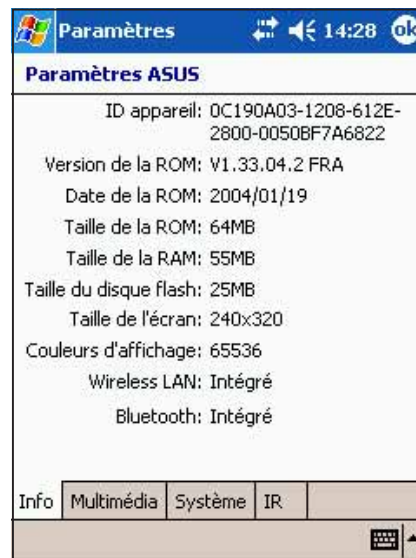 Paramètres 14:28 ok
Paramètres ASUS
ID appareil: 0C190A03-1208-612E-
2800-0050BF7A6822
Version de la ROM: V1.33.04.2 FRA
Date de la ROM: 2004/01/19
Taille de la ROM: 64MB
Taille de la RAM: 55MB
Taille du disque flash: 25MB
Taille de l'écran: 240x320
Couleurs d'affichage: 65536
Wireless LAN: Intégré
Bluetooth: Intégré
Info Multimédia Système IR